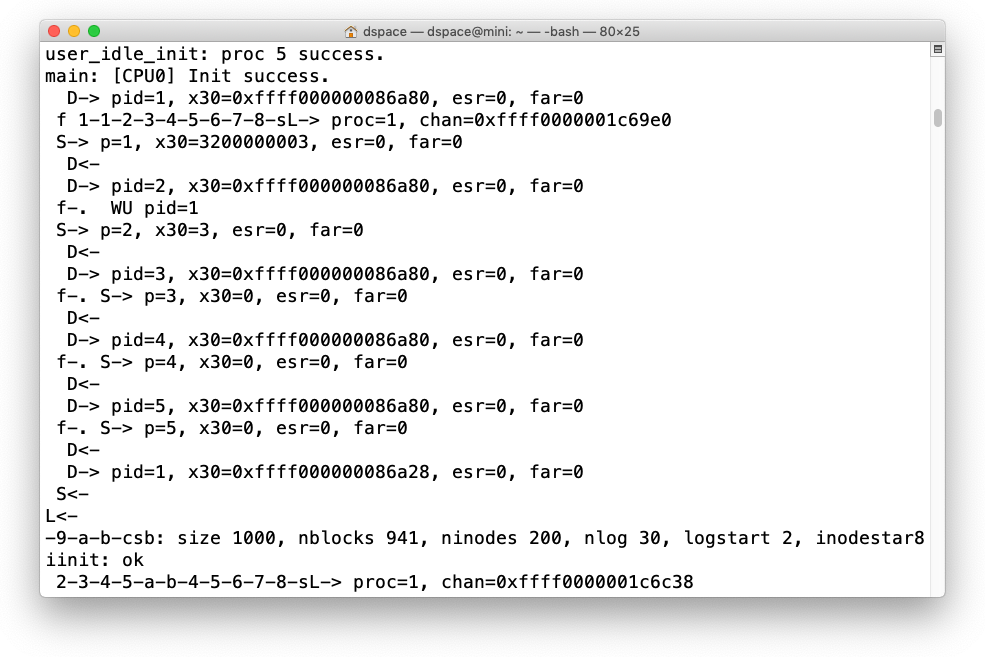 dspace — dspace@mini: ~ — -bash — 80×25
user_idle_init: proc 5 success.
main: [CPU0] Init success.
D-> pid=1, x30=0xffff000000086a80, esr=0, far=0
f 1-1-2-3-4-5-6-7-8-sL-> proc=1, chan=0xffff0000001c69e0
S-> p=1, x30=3200000003, esr=0, far=0
D<-
D-> pid=2, x30=0xffff000000086a80, esr=0, far=0
f-.  WU pid=1
S-> p=2, x30=3, esr=0, far=0
D<-
D-> pid=3, x30=0xffff000000086a80, esr=0, far=0
f-. S-> p=3, x30=0, esr=0, far=0
D<-
D-> pid=4, x30=0xffff000000086a80, esr=0, far=0
f-. S-> p=4, x30=0, esr=0, far=0
D<-
D-> pid=5, x30=0xffff000000086a80, esr=0, far=0
f-. S-> p=5, x30=0, esr=0, far=0
D<-
D-> pid=1, x30=0xffff000000086a28, esr=0, far=0
S<-
L<-
-9-a-b-csb: size 1000, nblocks 941, ninodes 200, nlog 30, logstart 2, inodestar8
iinit: ok
2-3-4-5-a-b-4-5-6-7-8-sL-> proc=1, chan=0xffff0000001c6c38